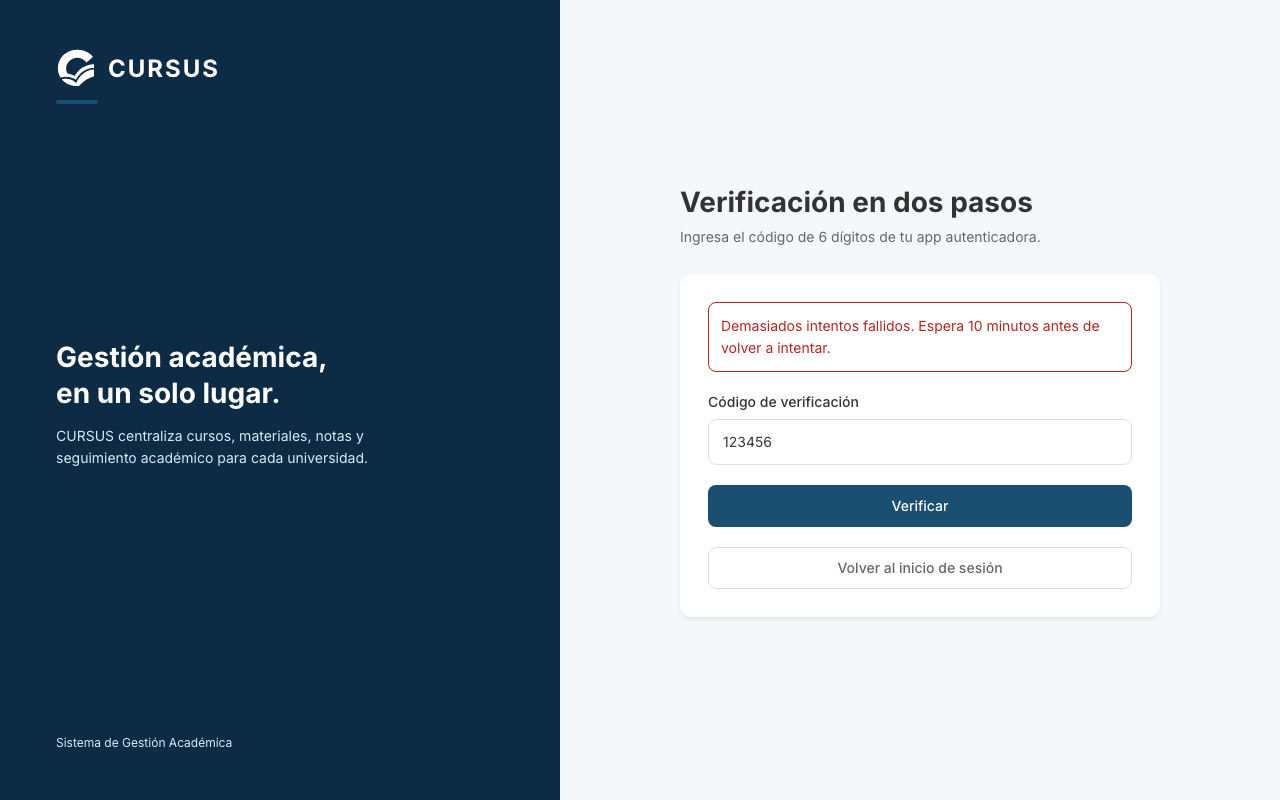 CURSUS
Gestión académica,
en un solo lugar.
CURSUS centraliza cursos, materiales, notas y
seguimiento académico para cada universidad.
Sistema de Gestión Académica
Verificación en dos pasos
Ingresa el código de 6 dígitos de tu app autenticadora.
Demasiados intentos fallidos. Espera 10 minutos antes de
volver a intentar.
Código de verificación
123456
Verificar
Volver al inicio de sesión